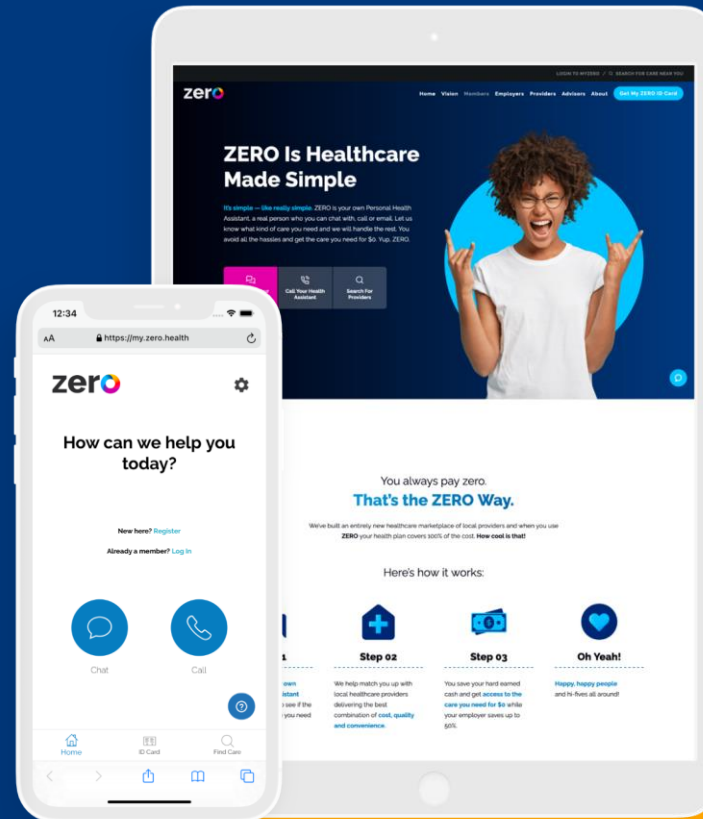 LOGIN TO MYZERO / SEARCH FOR CARE NEAR YOU
zero
Home Vision Members Employers Providers Advisors About Get My ZERO ID Card
ZERO Is Healthcare
Made Simple
It's simple — like really simple. ZERO is your own Personal Health
Assistant, a real person who you can chat with, call or email. Let us
know what kind of care you need and we will handle the rest. You
avoid all the hassles and get the care you need for $0. Yup. ZERO.
Call Your Health
Assistant
Search For
Providers
You always pay zero.
That's the ZERO Way.
We've built an entirely new healthcare marketplace of local providers and when you use
ZERO your health plan covers 100% of the cost. How cool is that!
Here's how it works:
1
own
istant
to see if the
you need
Step 02
We help match you up with
local healthcare providers
delivering the best
combination of cost, quality
and convenience.
Step 03
You save your hard earned
cash and get access to the
care you need for $0 while
your employer saves up to
50%.
Oh Yeah!
Happy, happy people
and hi-fives all around!
12:34
AA https://my.zero.health
zero
How can we help you
today?
New here? Register
Already a member? Log In
Chat
Call
Home
ID Card
Find Care